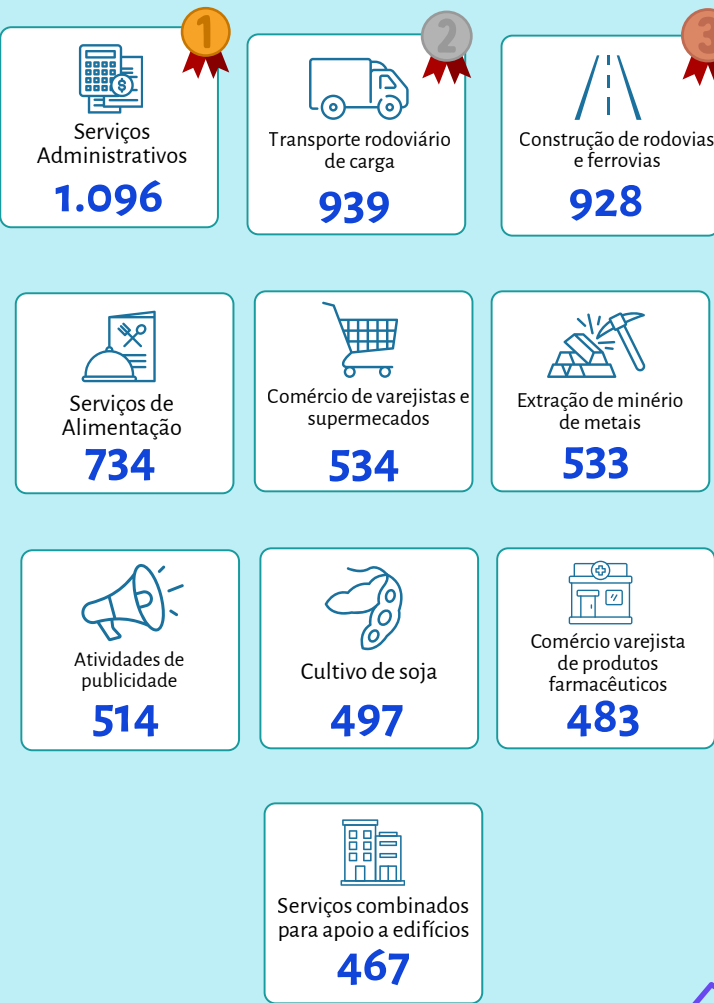 1
2
3
Serviços
Administrativos
1.096
Transporte rodoviário
de carga
939
Construção de rodovias
e ferrovias
928
Serviços de
Alimentação
734
Comércio de varejistas e
supermecados
534
Extração de minério
de metais
533
Atividades de
publicidade
514
Cultivo de soja
497
Comércio varejista
de produtos
farmacêuticos
483
Serviços combinados
para apoio a edifícios
467